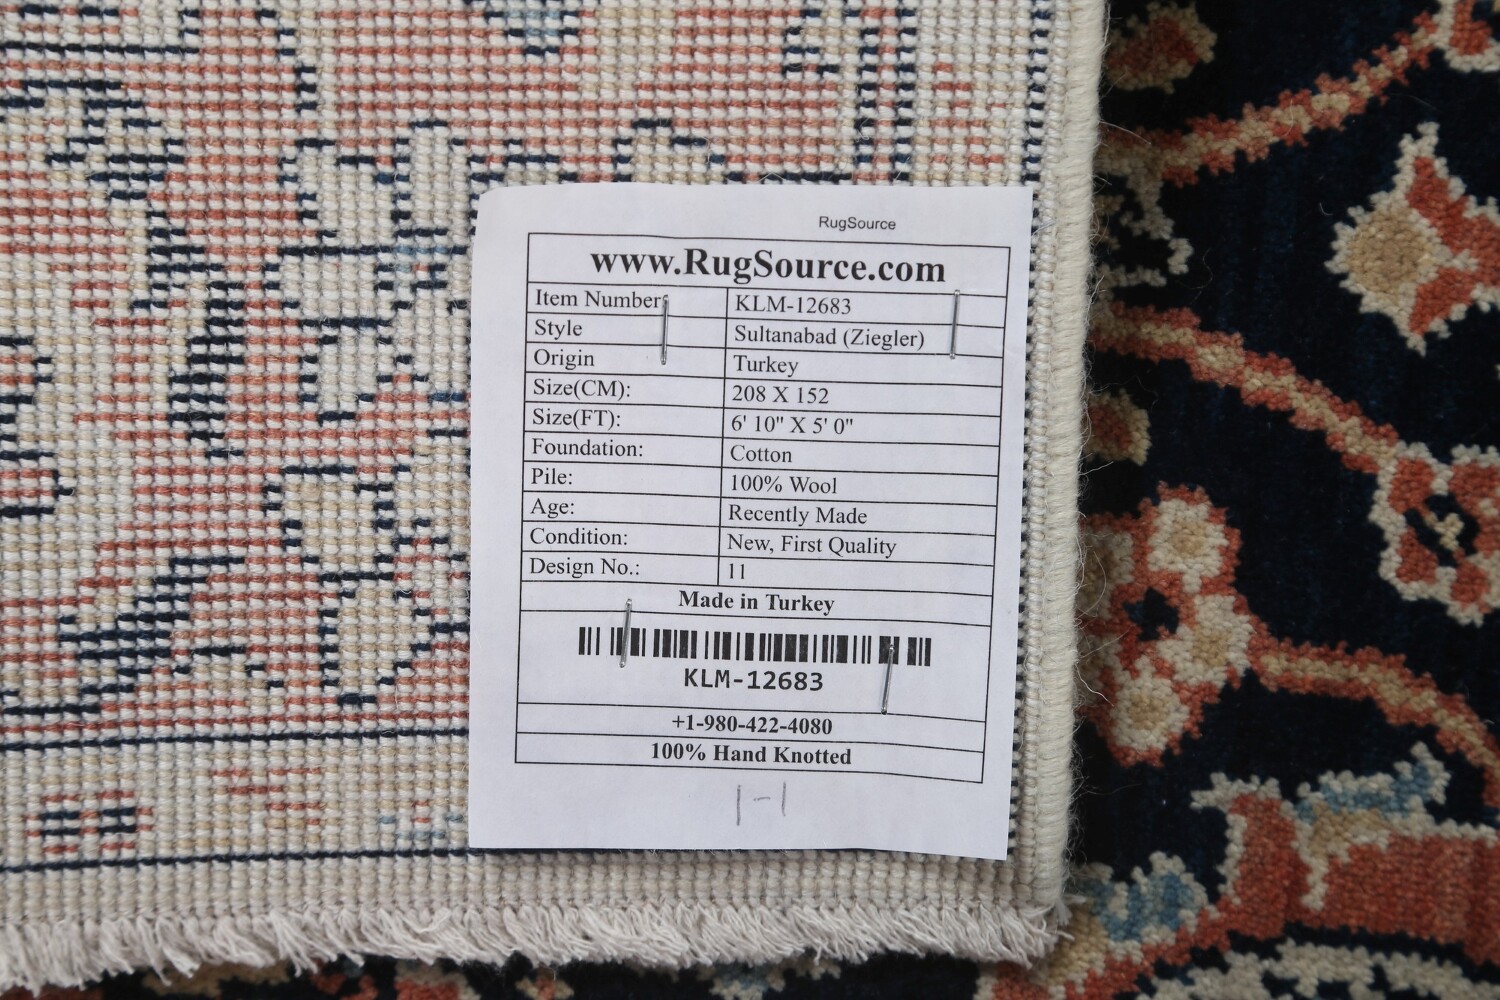 RugSource
www.RugSource.com
Item Number: KLM-12683
Style Sultanabad (Ziegler)
Origin Turkey
Size(CM): 208 X 152
Size(FT): 6' 10" X 5' 0"
Foundation: Cotton
Pile: 100% Wool
Age: Recently Made
Condition: New, First Quality
Design No.: 11
Made in Turkey
KLM-12683
+1-980-422-4080
100% Hand Knotted
1-1